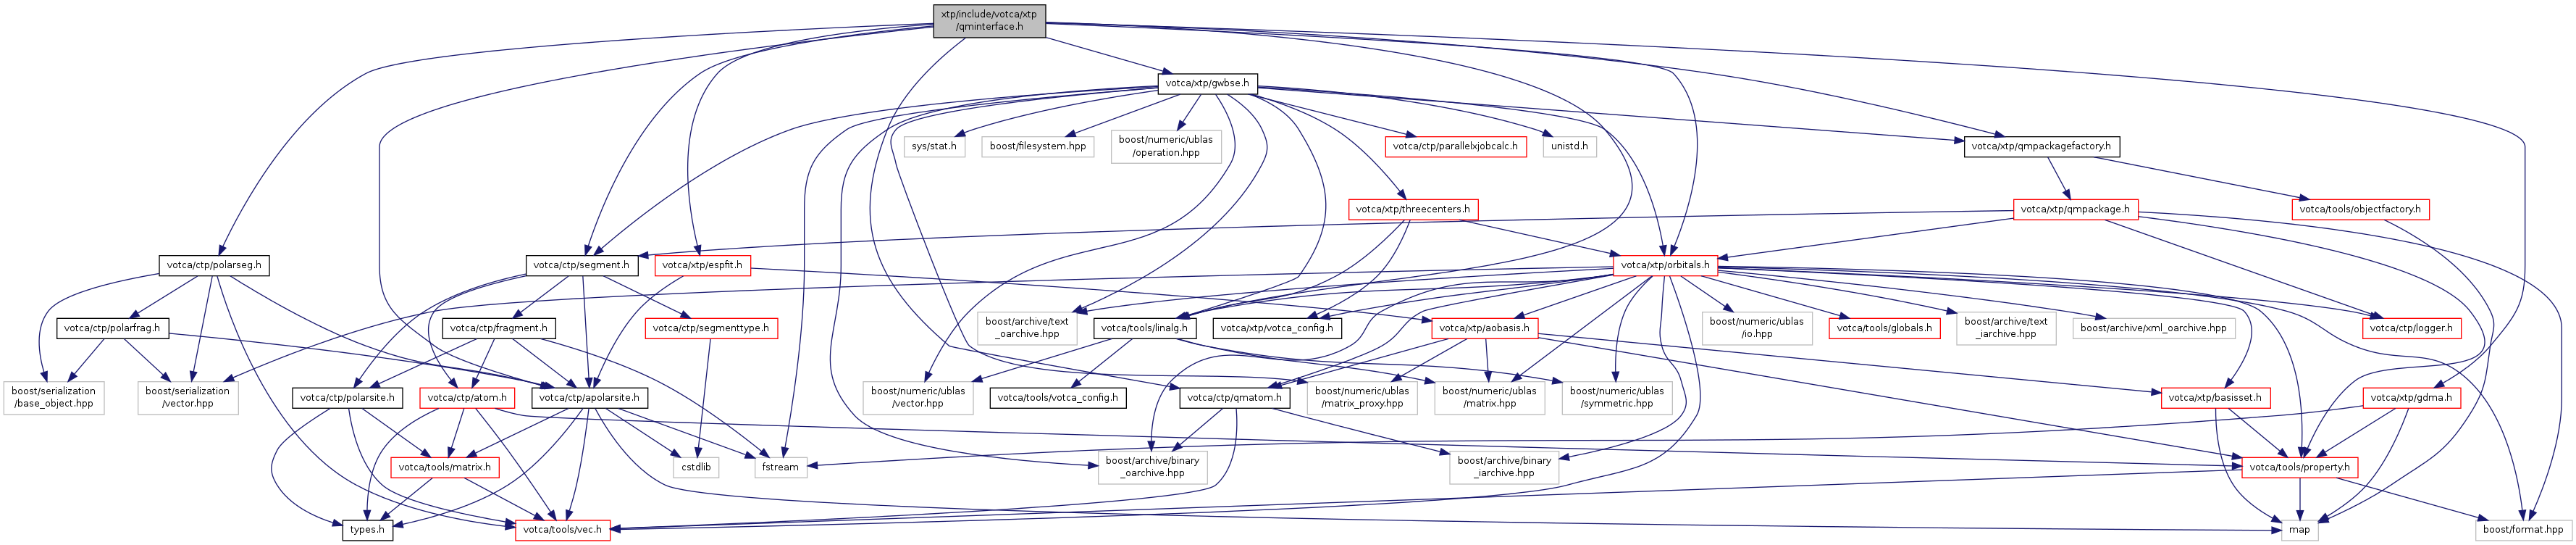 xtp/include/votca/xtp
/qminterface.h
votca/xtp/gwbse.h
sys/stat.h
boost/filesystem.hpp
boost/numeric/ublas
/operation.hpp
votca/ctp/parallelxjobcalc.h
unistd.h
votca/xtp/qmpackagefactory.h
votca/xtp/threecenters.h
votca/xtp/qmpackage.h
votca/tools/objectfactory.h
votca/ctp/polarseg.h
votca/ctp/segment.h
votca/xtp/espfit.h
votca/xtp/orbitals.h
votca/ctp/polarfrag.h
votca/ctp/fragment.h
votca/ctp/segmenttype.h
boost/archive/text
_oarchive.hpp
votca/tools/linalg.h
votca/xtp/votca_config.h
votca/xtp/aobasis.h
boost/numeric/ublas
/io.hpp
votca/tools/globals.h
boost/archive/text
_iarchive.hpp
boost/archive/xml_oarchive.hpp
votca/ctp/logger.h
boost/serialization
/base_object.hpp
boost/serialization
/vector.hpp
votca/ctp/polarsite.h
votca/ctp/atom.h
votca/ctp/apolarsite.h
boost/numeric/ublas
/vector.hpp
votca/tools/votca_config.h
votca/ctp/qmatom.h
boost/numeric/ublas
/matrix_proxy.hpp
boost/numeric/ublas
/matrix.hpp
boost/numeric/ublas
/symmetric.hpp
votca/xtp/basisset.h
votca/xtp/gdma.h
votca/tools/matrix.h
cstdlib
fstream
boost/archive/binary
_oarchive.hpp
boost/archive/binary
_iarchive.hpp
votca/tools/property.h
types.h
votca/tools/vec.h
map
boost/format.hpp